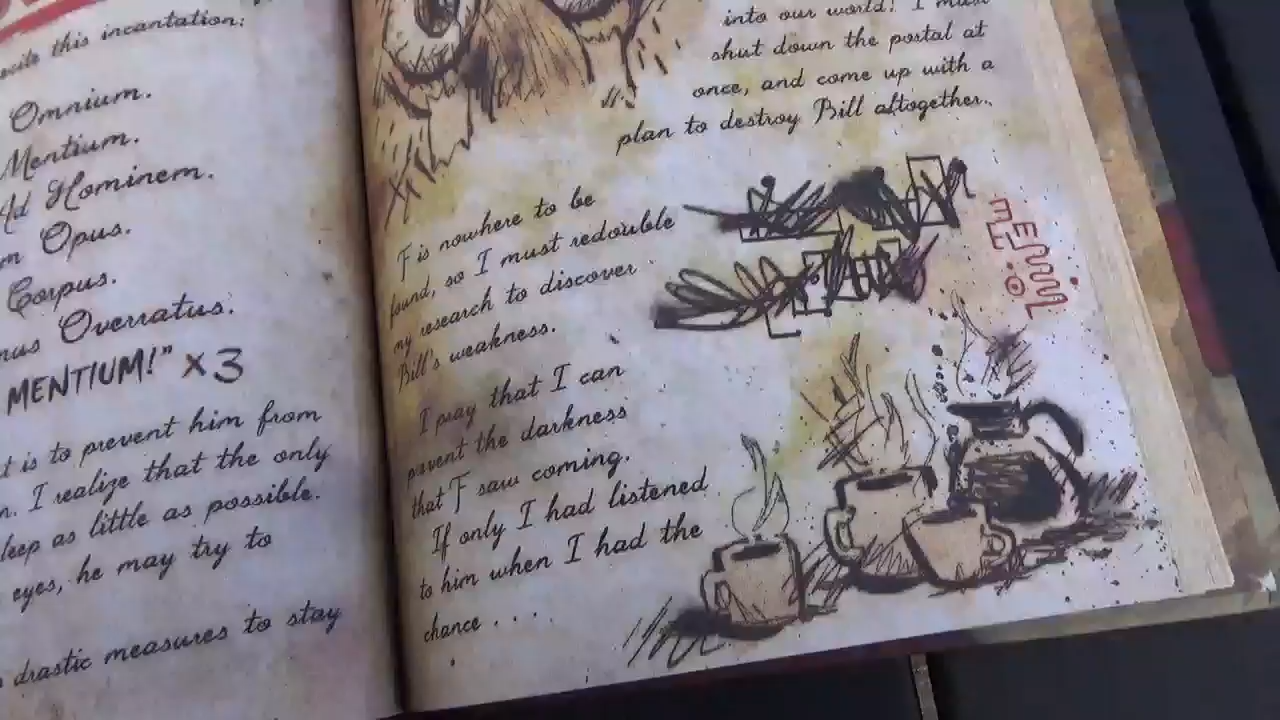 ecite this incantation:
Omnium.
Mentium.
Ad Hominem.
m Opus.
Corpus.
nus Overratus.
MENTIUM!" x3
t is to prevent him from
n. I realize that the only
leep as little as possible.
eyes, he may try to
drastic measures to stay
into our world! I must
shut down the portal at
once, and come up with a
plan to destroy Bill altogether.
F is nowhere to be
found, so I must redouble
my research to discover
Bill's weakness.
I pray that I can
prevent the darkness
that F saw coming.
If only I had listened
to him when I had the
chance . . . .